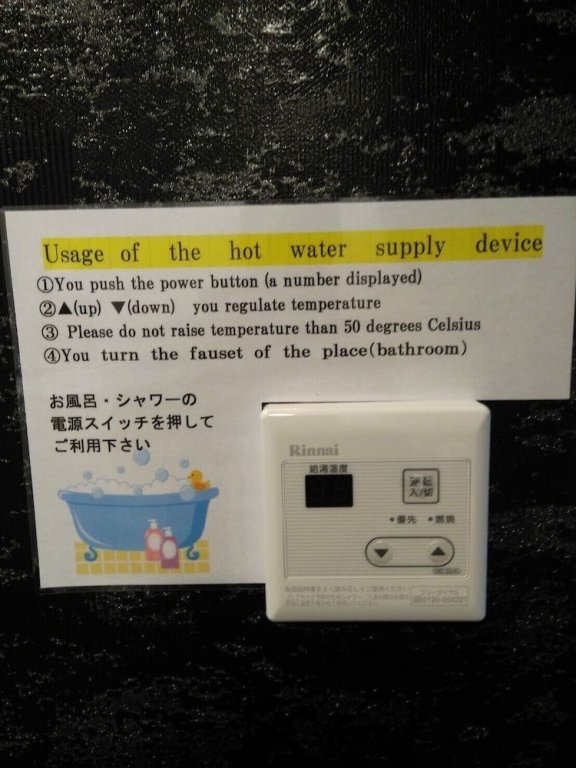 Usage of the hot water supply device
①You push the power button (a number displayed)
②▲(up) ▼(down) you regulate temperature
③ Please do not raise temperature than 50 degrees Celsius
④You turn the fauset of the place(bathroom)
お風呂・シャワーの
電源スイッチを押して
ご利用下さい
Rinnai
給湯温度
運転
入/切
●優先 ●燃焼
▼ ▲